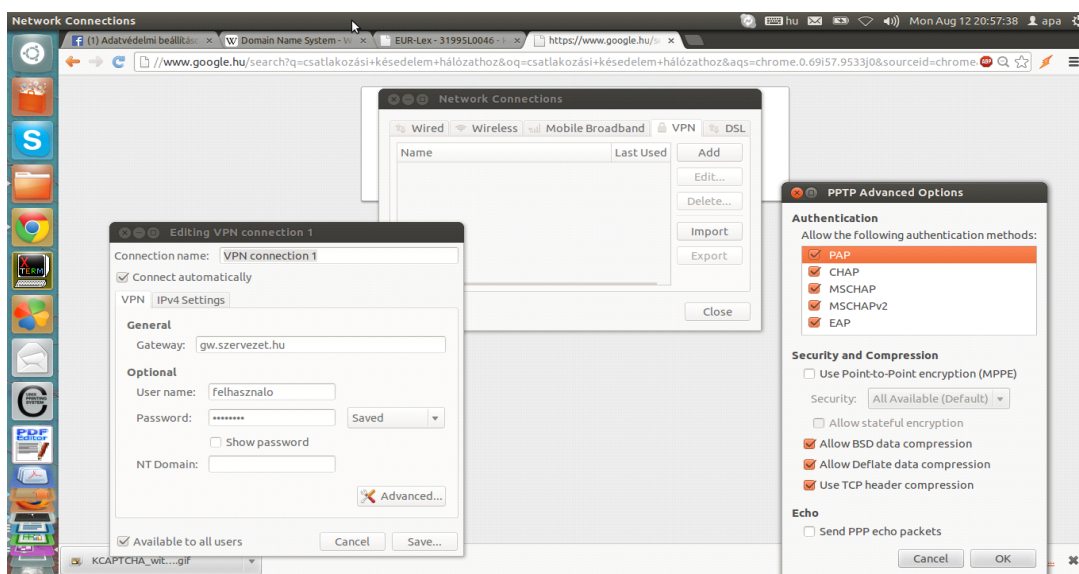 Network Connections
hu
Mon Aug 12 20:57:38
apa
(1) Adatvédelmi beállítás
Domain Name System - W
EUR-Lex - 31995L0046 -
https://www.google.hu/s
//www.google.hu/search?q=csatlakozási+késedelem+hálózathoz&oq=csatlakozási+késedelem+hálózathoz&aqs=chrome.0.69i57.9533j0&sourceid=chrome.
ABP
Network Connections
Wired
Wireless
Mobile Broadband
VPN
DSL
Name
Last Used
Add
Edit...
Delete...
Import
Export
Close
Editing VPN connection 1
Connection name: VPN connection 1
Connect automatically
VPN
IPv4 Settings
General
Gateway: gw.szervezet.hu
Optional
User name: felhasznalo
Password: ••••••••
Saved
Show password
NT Domain:
Advanced...
Available to all users
Cancel
Save...
PPTP Advanced Options
Authentication
Allow the following authentication methods:
PAP
CHAP
MSCHAP
MSCHAPv2
EAP
Security and Compression
Use Point-to-Point encryption (MPPE)
Security: All Available (Default)
Allow stateful encryption
Allow BSD data compression
Allow Deflate data compression
Use TCP header compression
Echo
Send PPP echo packets
Cancel
OK
S
X
TERM
UNIX
PRINTING
SYSTEM
PDF
Editor
KCAPTCHA_wit....gif